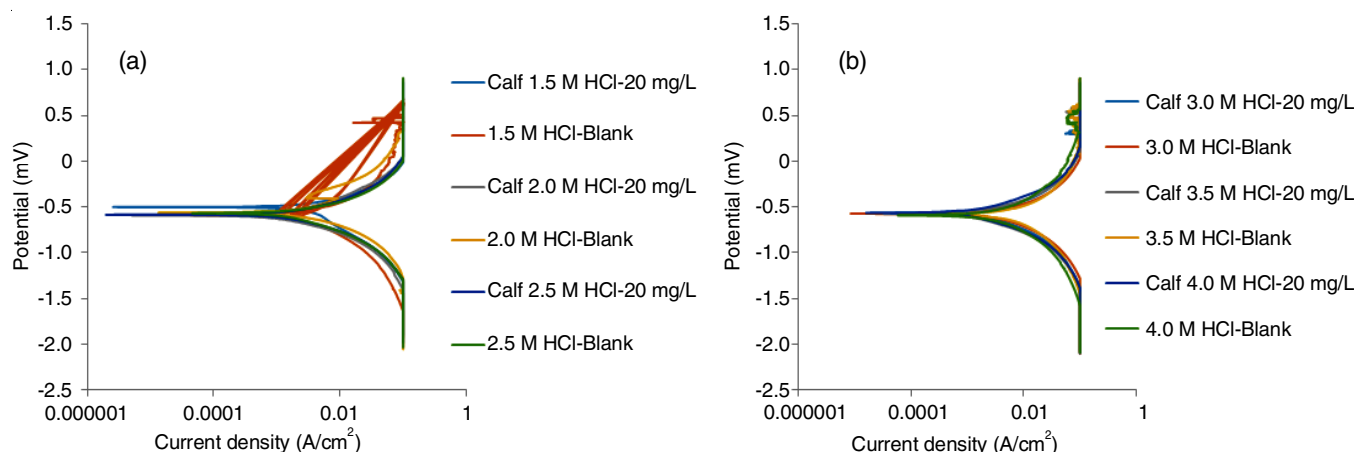 (a)
1.5
1.0
0.5
0
-0.5
-1.0
-1.5
-2.0
-2.5
Potential (mV)
0.000001
0.0001
0.01
1
Current density (A/cm²)
Calf 1.5 M HCl-20 mg/L
1.5 M HCl-Blank
Calf 2.0 M HCl-20 mg/L
2.0 M HCl-Blank
Calf 2.5 M HCl-20 mg/L
2.5 M HCl-Blank
(b)
1.5
1.0
0.5
0
-0.5
-1.0
-1.5
-2.0
-2.5
Potential (mV)
0.000001
0.0001
0.01
1
Current density (A/cm²)
Calf 3.0 M HCl-20 mg/L
3.0 M HCl-Blank
Calf 3.5 M HCl-20 mg/L
3.5 M HCl-Blank
Calf 4.0 M HCl-20 mg/L
4.0 M HCl-Blank